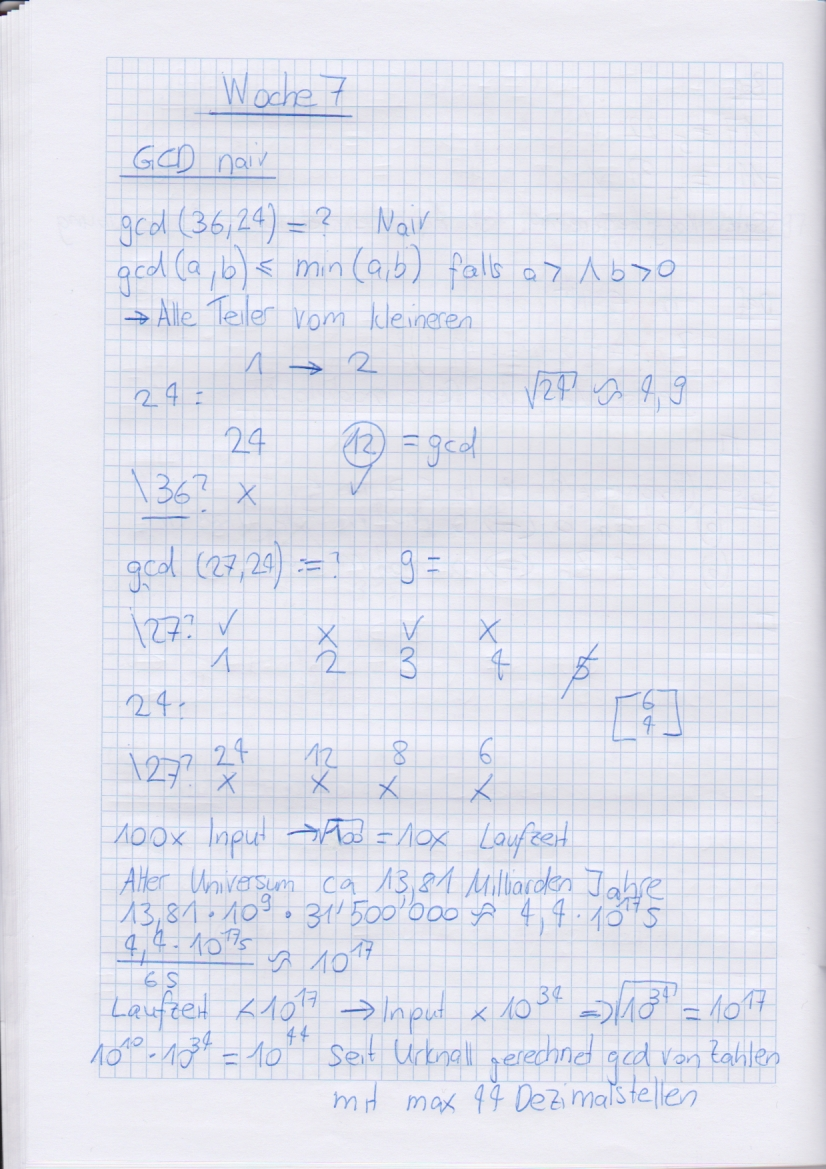 Woche 7
GCD naiv
gcd (36,24) = ? Naiv
gcd (a,b) ≤ min (a,b) falls a > ∧ b > 0
→ Alle Teiler vom kleineren
1 → 2
24 : √24 ≈ 4,9
24 12 = gcd
\36? x ✓
gcd (27,24) := ? g =
\27? ✓ x ✓ x
1 2 3 4 5
24 :
[6 4]
24 12 8 6
\27? x x x x
100x Input → √100 = 10x Laufzeit
Alter Universum ca 13,81 Milliarden Jahre
13,81 · 10⁹ · 31'500'000 ≈ 4,4 · 10¹⁷ s
4,4 · 10¹⁷ s / 6 s ≈ 10¹⁷
Laufzeit x 10¹⁷ → Input x 10³⁴ ⇒ √10³⁴ = 10¹⁷
10¹⁰ · 10³⁴ = 10⁴⁴ Seit Urknall gerechnet gcd von Zahlen
mit max 44 Dezimalstellen